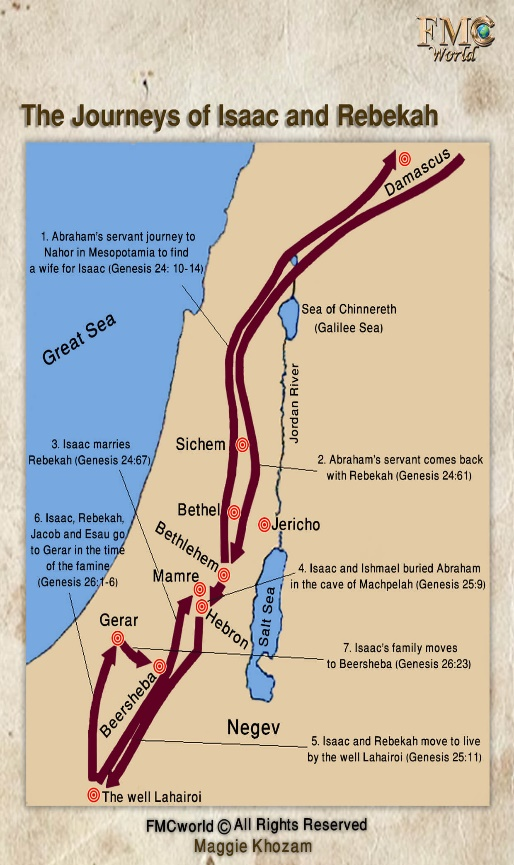 FMC
World
The Journeys of Isaac and Rebekah
Damascus
1. Abraham's servant journey to
Nahor in Mesopotamia to find
a wife for Isaac (Genesis 24: 10-14)
Great Sea
Sea of Chinnereth
(Galilee Sea)
Jordan River
3. Isaac marries
Rebekah (Genesis 24:67)
Sichem
2. Abraham's servant comes back
with Rebekah (Genesis 24:61)
6. Isaac, Rebekah,
Jacob and Esau go
to Gerar in the time
of the famine
(Genesis 26:1-6)
Bethel
Jericho
Bethlehem
Mamre
4. Isaac and Ishmael buried Abraham
in the cave of Machpelah (Genesis 25:9)
Hebron
Salt Sea
Gerar
7. Isaac's family moves
to Beersheba (Genesis 26:23)
Beersheba
Negev
5. Isaac and Rebekah move to live
by the well Lahairoi (Genesis 25:11)
The well Lahairoi
FMCworld © All Rights Reserved
Maggie Khozam